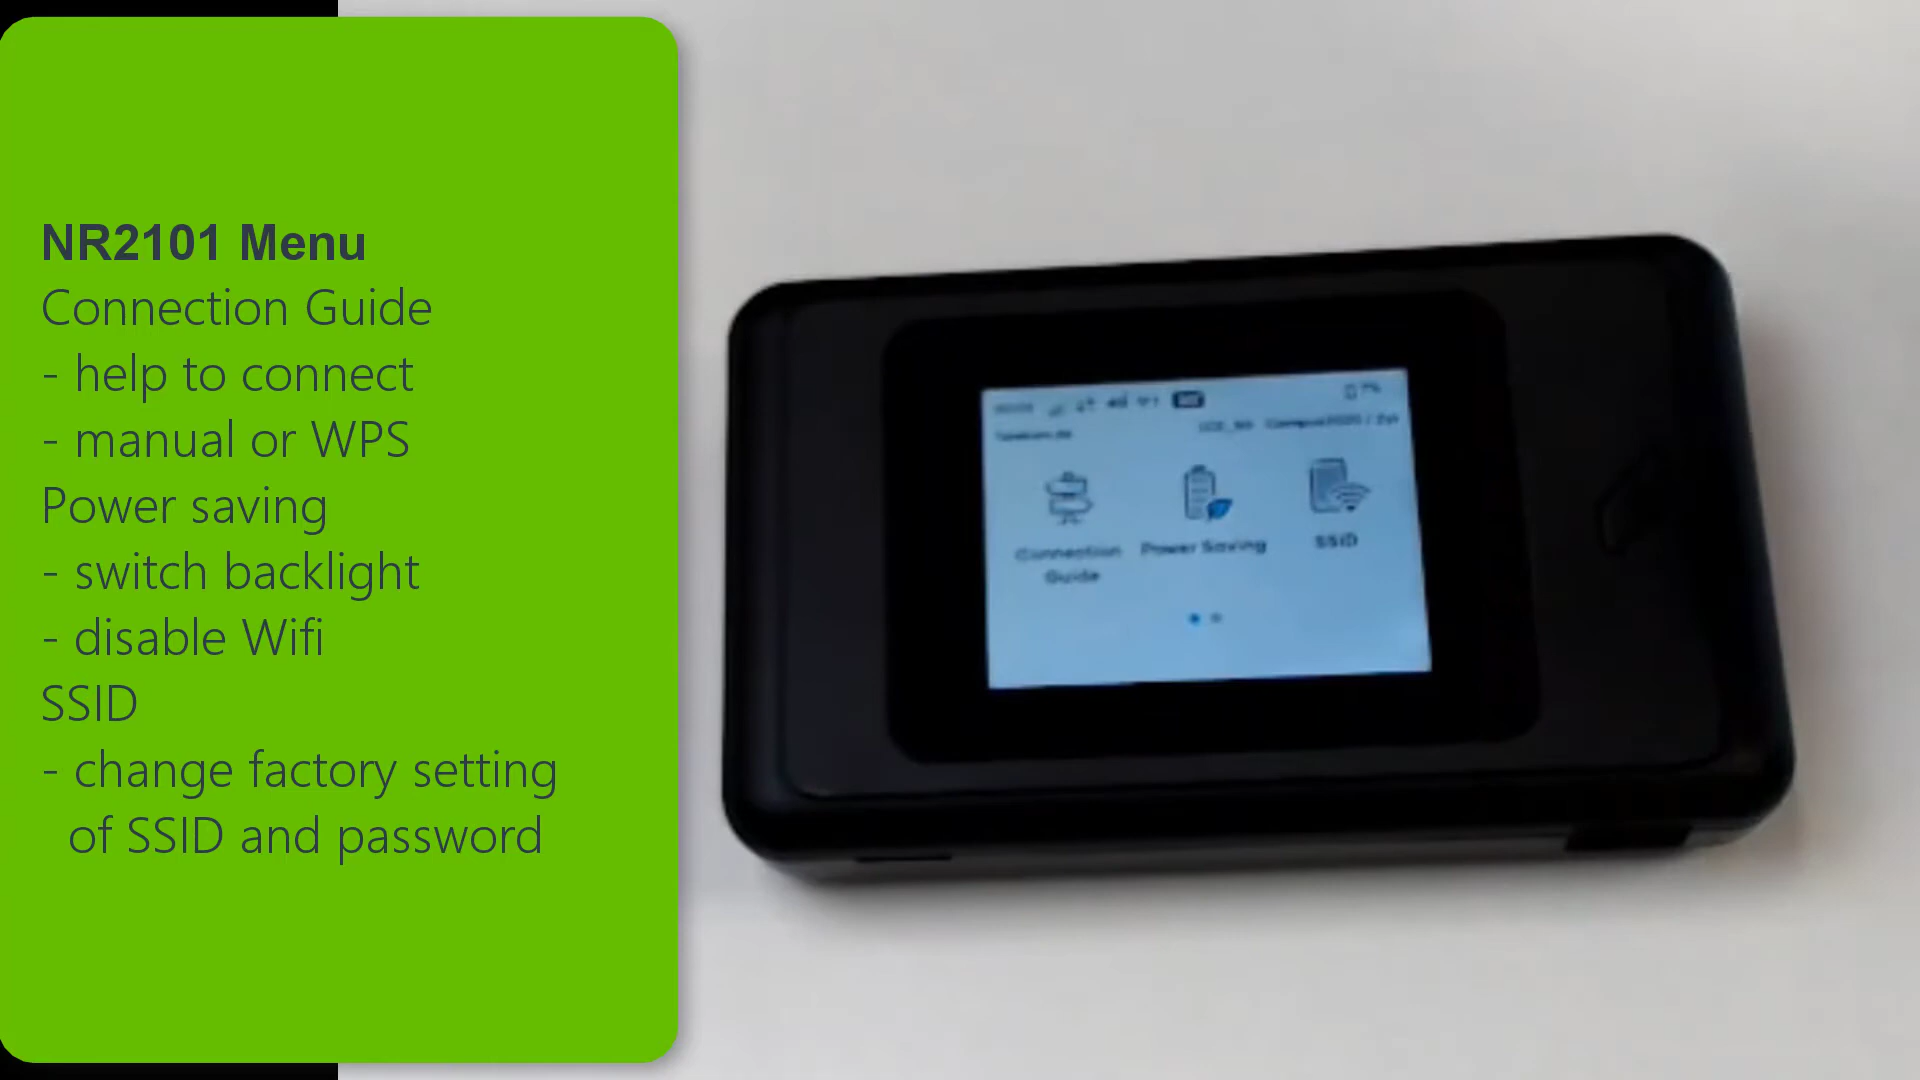 NR2101 Menu
Connection Guide
- help to connect
- manual or WPS
Power saving
- switch backlight
- disable Wifi
SSID
- change factory setting
of SSID and password
7%
Connection
Guide
Power Saving
SSID